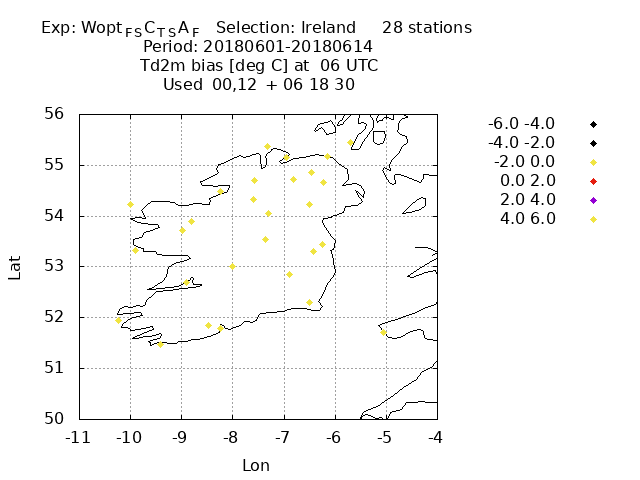 Exp: WoptFSCTSAF   Selection: Ireland   28 stations
Period: 20180601-20180614
Td2m bias [deg C] at  06 UTC
Used  00,12  + 06 18 30
-6.0 -4.0
-4.0 -2.0
-2.0 0.0
0.0 2.0
2.0 4.0
4.0 6.0
56
55
54
53
52
51
50
Lat
-11 -10 -9 -8 -7 -6 -5 -4
Lon